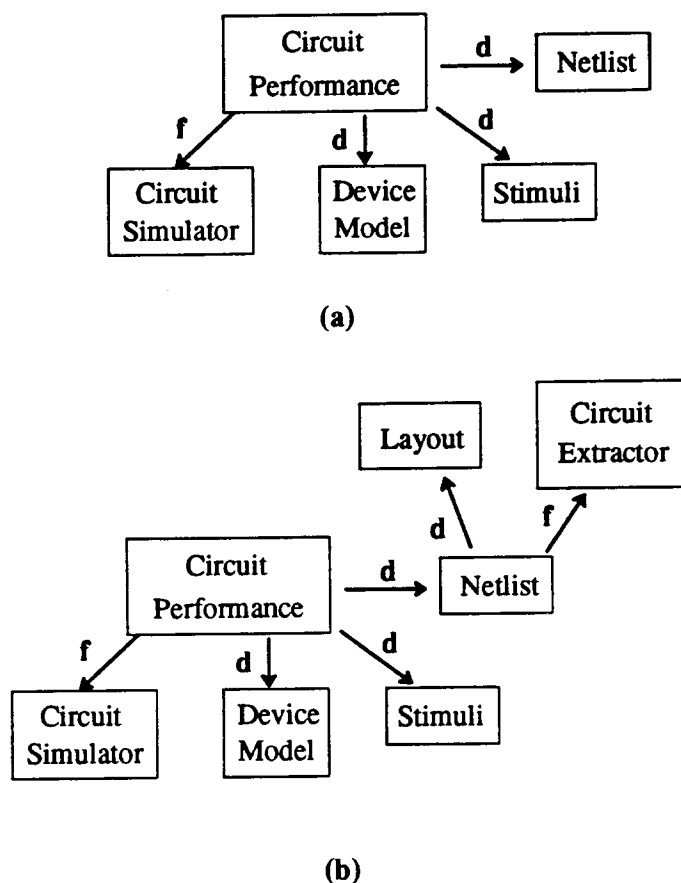 Circuit
Performance
d
Netlist
f
d
d
Circuit
Simulator
Device
Model
Stimuli
(a)
Layout
Circuit
Extractor
d
f
Circuit
Performance
d
Netlist
f
d
d
Circuit
Simulator
Device
Model
Stimuli
(b)